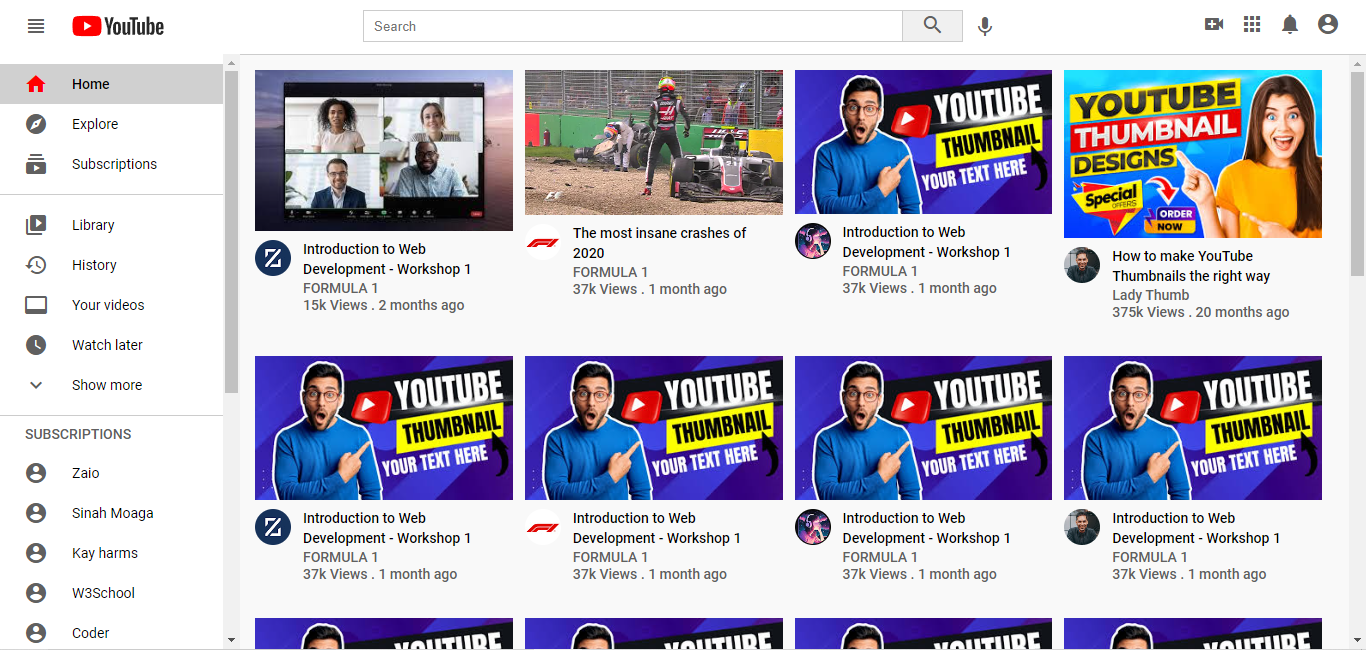 YouTube
Search
Home
Explore
Subscriptions
Library
History
Your videos
Watch later
Show more
SUBSCRIPTIONS
Zaio
Sinah Moaga
Kay harms
W3School
Coder
Introduction to Web
Development - Workshop 1
FORMULA 1
15k Views . 2 months ago
The most insane crashes of
2020
FORMULA 1
37k Views . 1 month ago
YOUTUBE
THUMBNAIL
YOUR TEXT HERE
Introduction to Web
Development - Workshop 1
FORMULA 1
37k Views . 1 month ago
YOUTUBE
THUMBNAIL
DESIGNS
Special
OFFERS
ORDER
NOW
How to make YouTube
Thumbnails the right way
Lady Thumb
375k Views . 20 months ago
YOUTUBE
THUMBNAIL
YOUR TEXT HERE
Introduction to Web
Development - Workshop 1
FORMULA 1
37k Views . 1 month ago
YOUTUBE
THUMBNAIL
YOUR TEXT HERE
Introduction to Web
Development - Workshop 1
FORMULA 1
37k Views . 1 month ago
YOUTUBE
THUMBNAIL
YOUR TEXT HERE
Introduction to Web
Development - Workshop 1
FORMULA 1
37k Views . 1 month ago
YOUTUBE
THUMBNAIL
YOUR TEXT HERE
Introduction to Web
Development - Workshop 1
FORMULA 1
37k Views . 1 month ago
YOUTUBE
YOUTUBE
YOUTUBE
YOUTUBE